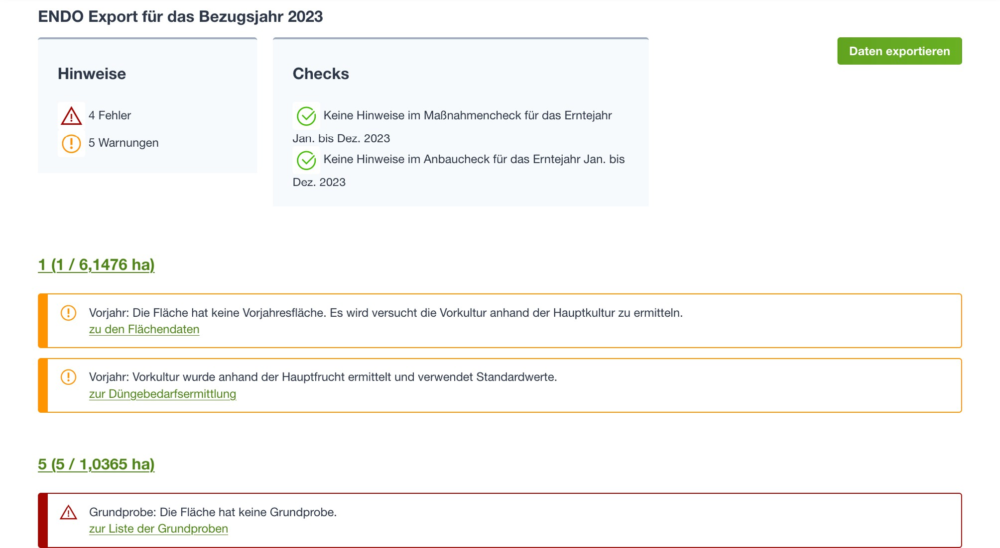 ENDO Export für das Bezugsjahr 2023
Daten exportieren
Hinweise
4 Fehler
5 Warnungen
Checks
Keine Hinweise im Maßnahmencheck für das Erntejahr
Jan. bis Dez. 2023
Keine Hinweise im Anbaucheck für das Erntejahr Jan. bis
Dez. 2023
1 (1 / 6,1476 ha)
Vorjahr: Die Fläche hat keine Vorjahresfläche. Es wird versucht die Vorkultur anhand der Hauptkultur zu ermitteln.
zu den Flächendaten
Vorjahr: Vorkultur wurde anhand der Hauptfrucht ermittelt und verwendet Standardwerte.
zur Düngebedarfsermittlung
5 (5 / 1,0365 ha)
Grundprobe: Die Fläche hat keine Grundprobe.
zur Liste der Grundproben